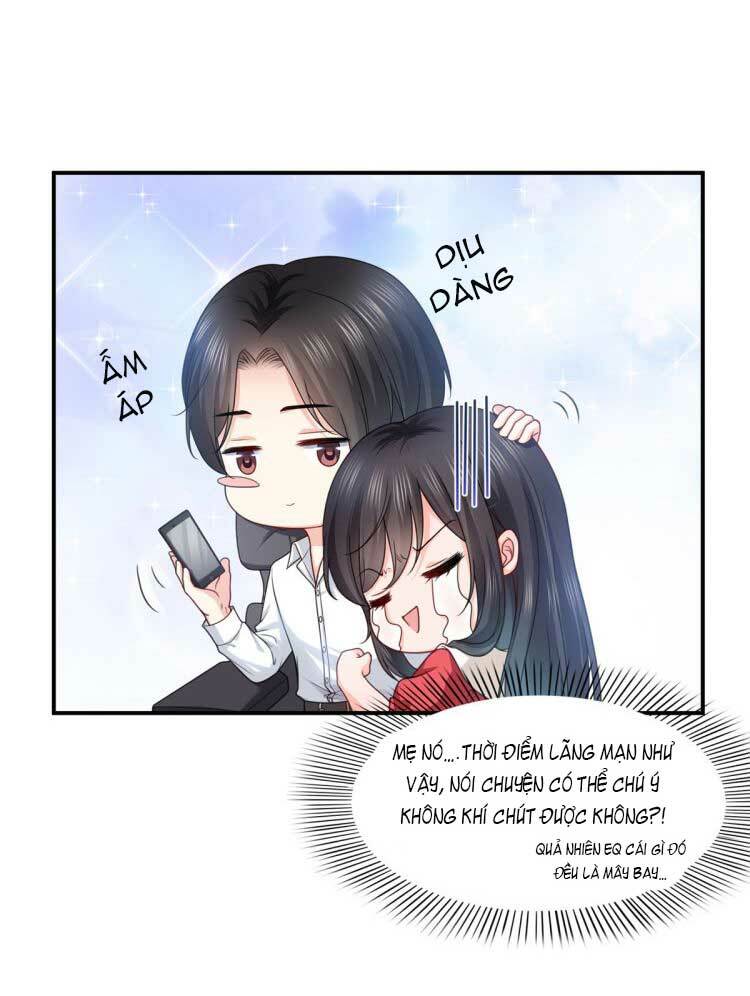 DỊU
DÀNG
ẤM
ÁP
MẸ NÓ....THỜI ĐIỂM LÃNG MẠN NHƯ
VẬY, NÓI CHUYỆN CÓ THỂ CHÚ Ý
KHÔNG KHÍ CHÚT ĐƯỢC KHÔNG?!
QUẢ NHIÊN EQ CÁI GÌ ĐÓ
ĐỀU LÀ MÂY BAY...